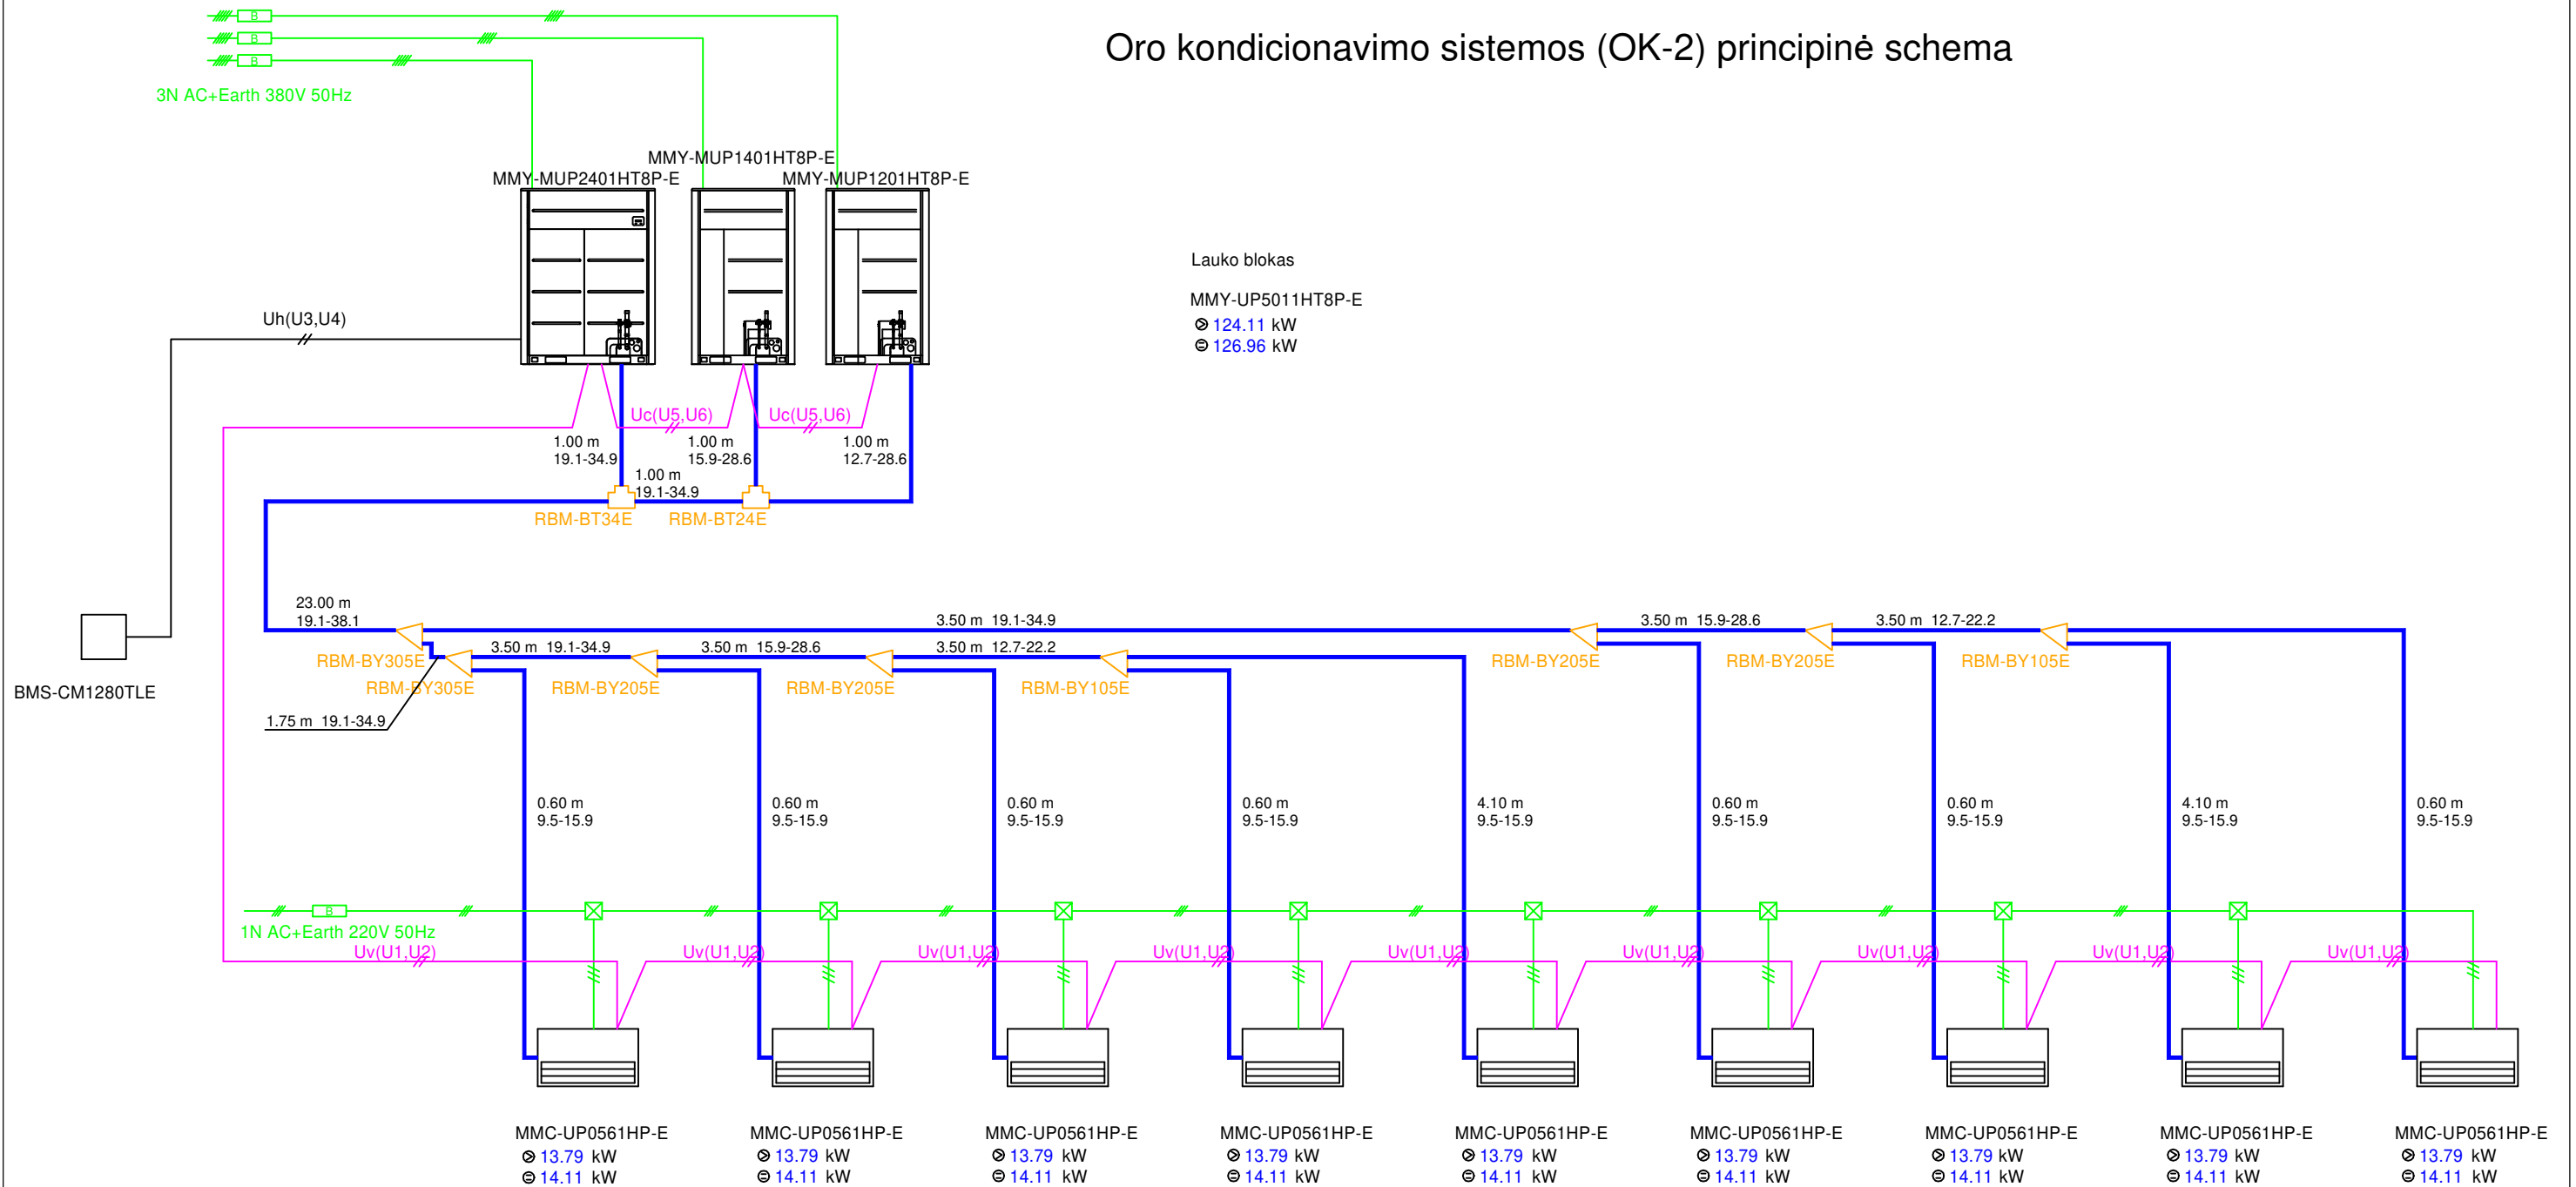 Oro kondicionavimo sistemos (OK-2) principinė schema
B
B
B
3N AC+Earth 380V 50Hz
MMY-MUP1401HT8P-E
MMY-MUP2401HT8P-E
MMY-MUP1201HT8P-E
Lauko blokas
MMY-UP5011HT8P-E
124.11 kW
126.96 kW
Uh(U3,U4)
Uc(U5,U6)
Uc(U5,U6)
1.00 m
19.1-34.9
1.00 m
15.9-28.6
1.00 m
12.7-28.6
1.00 m
19.1-34.9
RBM-BT34E
RBM-BT24E
23.00 m
19.1-38.1
3.50 m 19.1-34.9
3.50 m 15.9-28.6
3.50 m 12.7-22.2
3.50 m 19.1-34.9
3.50 m 15.9-28.6
3.50 m 12.7-22.2
RBM-BY305E
RBM-BY205E
RBM-BY205E
RBM-BY105E
RBM-BY305E
RBM-BY205E
RBM-BY205E
RBM-BY105E
BMS-CM1280TLE
1.75 m 19.1-34.9
0.60 m
9.5-15.9
0.60 m
9.5-15.9
0.60 m
9.5-15.9
0.60 m
9.5-15.9
4.10 m
9.5-15.9
0.60 m
9.5-15.9
0.60 m
9.5-15.9
4.10 m
9.5-15.9
0.60 m
9.5-15.9
B
1N AC+Earth 220V 50Hz
Uv(U1,U2)
Uv(U1,U2)
Uv(U1,U2)
Uv(U1,U2)
Uv(U1,U2)
Uv(U1,U2)
Uv(U1,U2)
Uv(U1,U2)
Uv(U1,U2)
MMC-UP0561HP-E
13.79 kW
14.11 kW
MMC-UP0561HP-E
13.79 kW
14.11 kW
MMC-UP0561HP-E
13.79 kW
14.11 kW
MMC-UP0561HP-E
13.79 kW
14.11 kW
MMC-UP0561HP-E
13.79 kW
14.11 kW
MMC-UP0561HP-E
13.79 kW
14.11 kW
MMC-UP0561HP-E
13.79 kW
14.11 kW
MMC-UP0561HP-E
13.79 kW
14.11 kW
MMC-UP0561HP-E
13.79 kW
14.11 kW